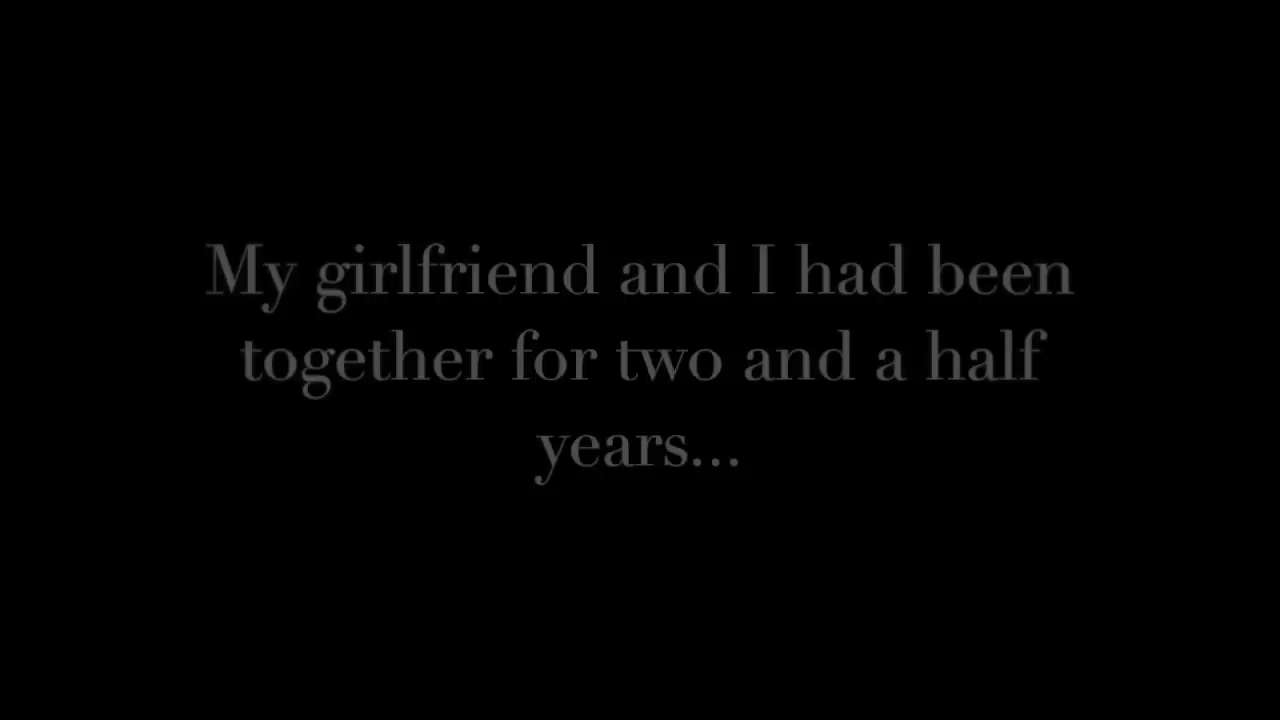 My girlfriend and I had been
together for two and a half
years...